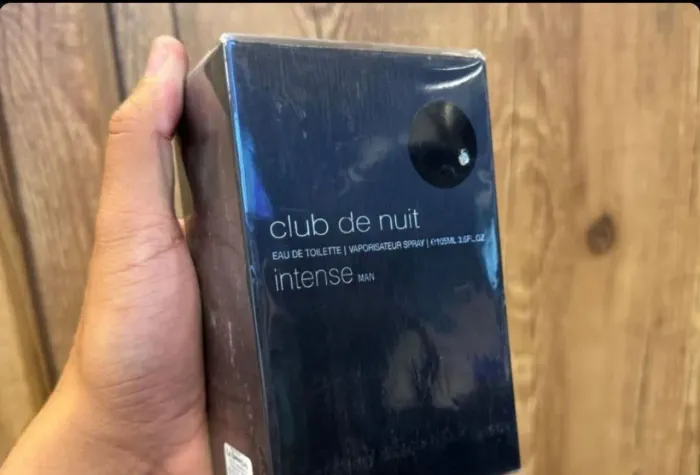 club de nuit
EAU DE TOILETTE | VAPORISATEUR SPRAY | ℮105ML 3.6FL.OZ
intense MAN